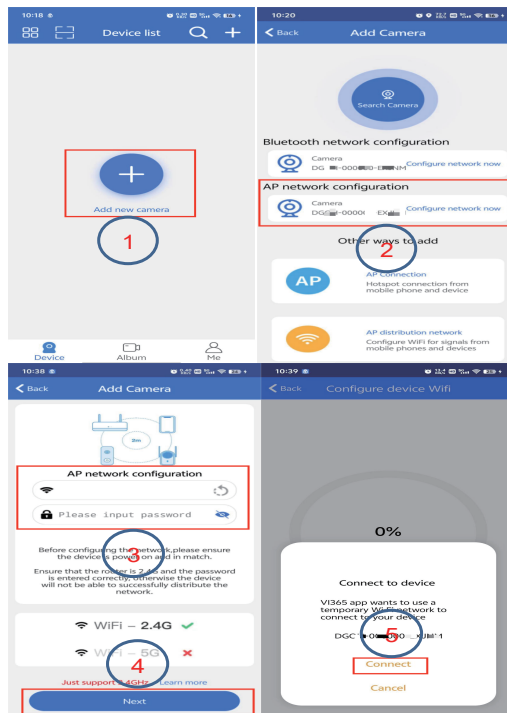 10:18
Device list
Add new camera
1
Device
Album
Me
10:20
Back
Add Camera
Search Camera
Bluetooth network configuration
Camera
Configure network now
AP network configuration
Camera
Configure network now
Other ways to add
2
AP
AP Connection
Hotspot connection from
mobile phone and device
AP distribution network
Configure WiFi for signals from
mobile phones and devices
10:38
Back
Add Camera
5m
AP network configuration
Please input password
3
Before configuring the network,please ensure
the device is power on and in match.
Ensure that the router is 2.4G and the password
is entered correctly, otherwise the device
will not be able to successfully distribute the
network.
WiFi – 2.4G
WiFi – 5G
4
Just support 2.4GHz Learn more
Next
10:39
Back
Configure device Wifi
0%
Connect to device
VI365 app wants to use a
temporary Wi-Fi network to
connect to your device
5
Connect
Cancel